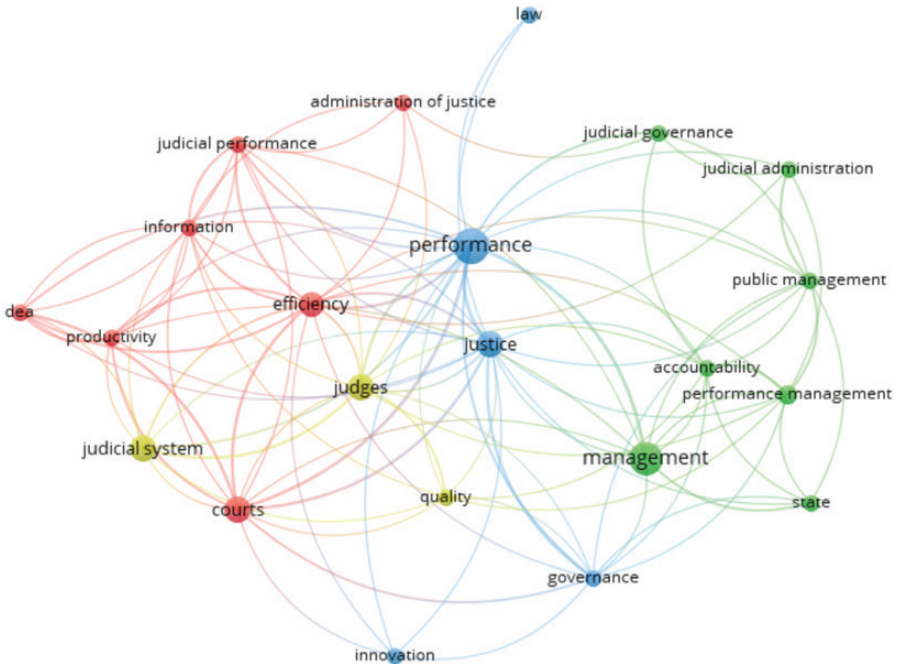 law
administration of justice
judicial governance
judicial performance
judicial administration
information
performance
public management
efficiency
dea
productivity
justice
accountability
judges
performance management
judicial system
management
quality
state
courts
governance
innovation